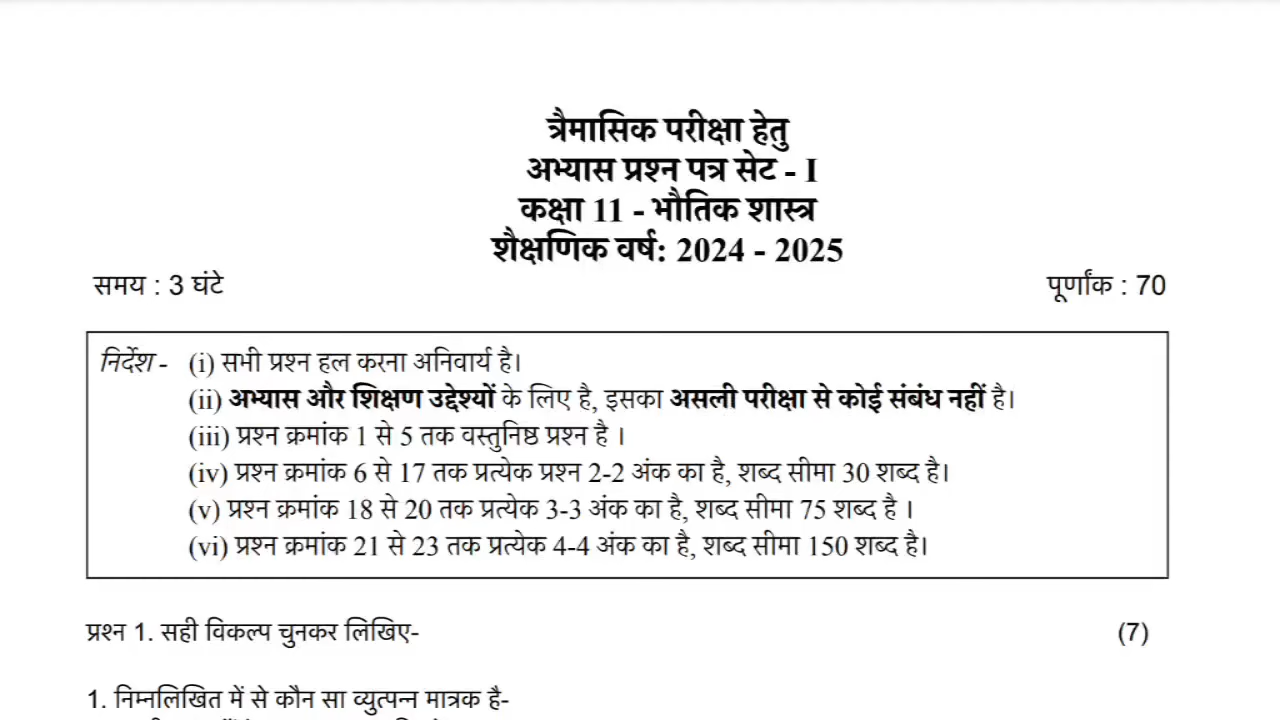 त्रैमासिक परीक्षा हेतु
अभ्यास प्रश्न पत्र सेट - I
कक्षा 11 - भौतिक शास्त्र
शैक्षणिक वर्ष: 2024 - 2025
समय : 3 घंटे पूर्णांक : 70
निर्देश - (i) सभी प्रश्न हल करना अनिवार्य है।
(ii) अभ्यास और शिक्षण उद्देश्यों के लिए है, इसका असली परीक्षा से कोई संबंध नहीं है।
(iii) प्रश्न क्रमांक 1 से 5 तक वस्तुनिष्ठ प्रश्न है ।
(iv) प्रश्न क्रमांक 6 से 17 तक प्रत्येक प्रश्न 2-2 अंक का है, शब्द सीमा 30 शब्द है।
(v) प्रश्न क्रमांक 18 से 20 तक प्रत्येक 3-3 अंक का है, शब्द सीमा 75 शब्द है ।
(vi) प्रश्न क्रमांक 21 से 23 तक प्रत्येक 4-4 अंक का है, शब्द सीमा 150 शब्द है।
प्रश्न 1. सही विकल्प चुनकर लिखिए- (7)
1. निम्नलिखित में से कौन सा व्युत्पन्न मात्रक है-